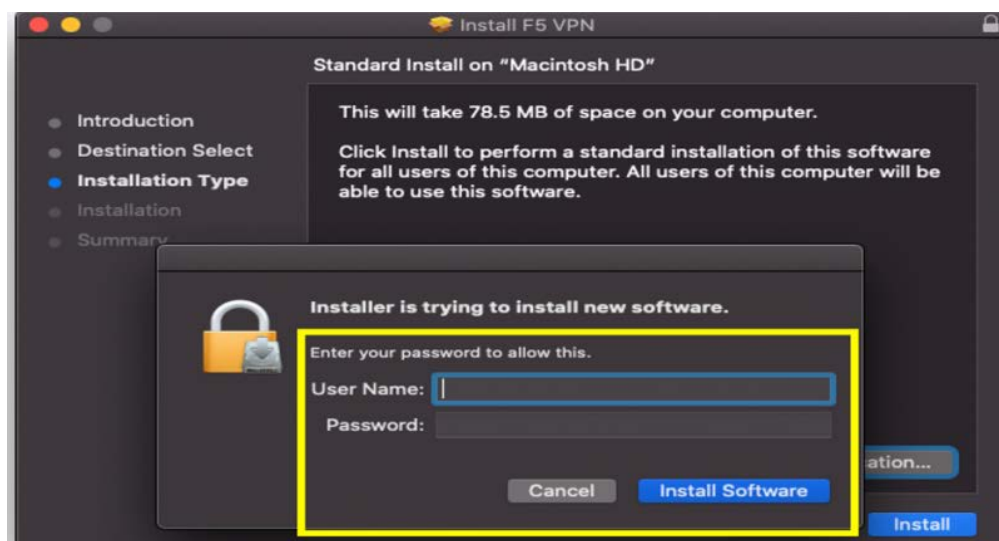 Install F5 VPN
Standard Install on “Macintosh HD”
Introduction
Destination Select
Installation Type
Installation
Summary
This will take 78.5 MB of space on your computer.
Click Install to perform a standard installation of this software
for all users of this computer. All users of this computer will be
able to use this software.
Installer is trying to install new software.
Enter your password to allow this.
User Name:
Password:
ation...
Cancel
Install Software
Install